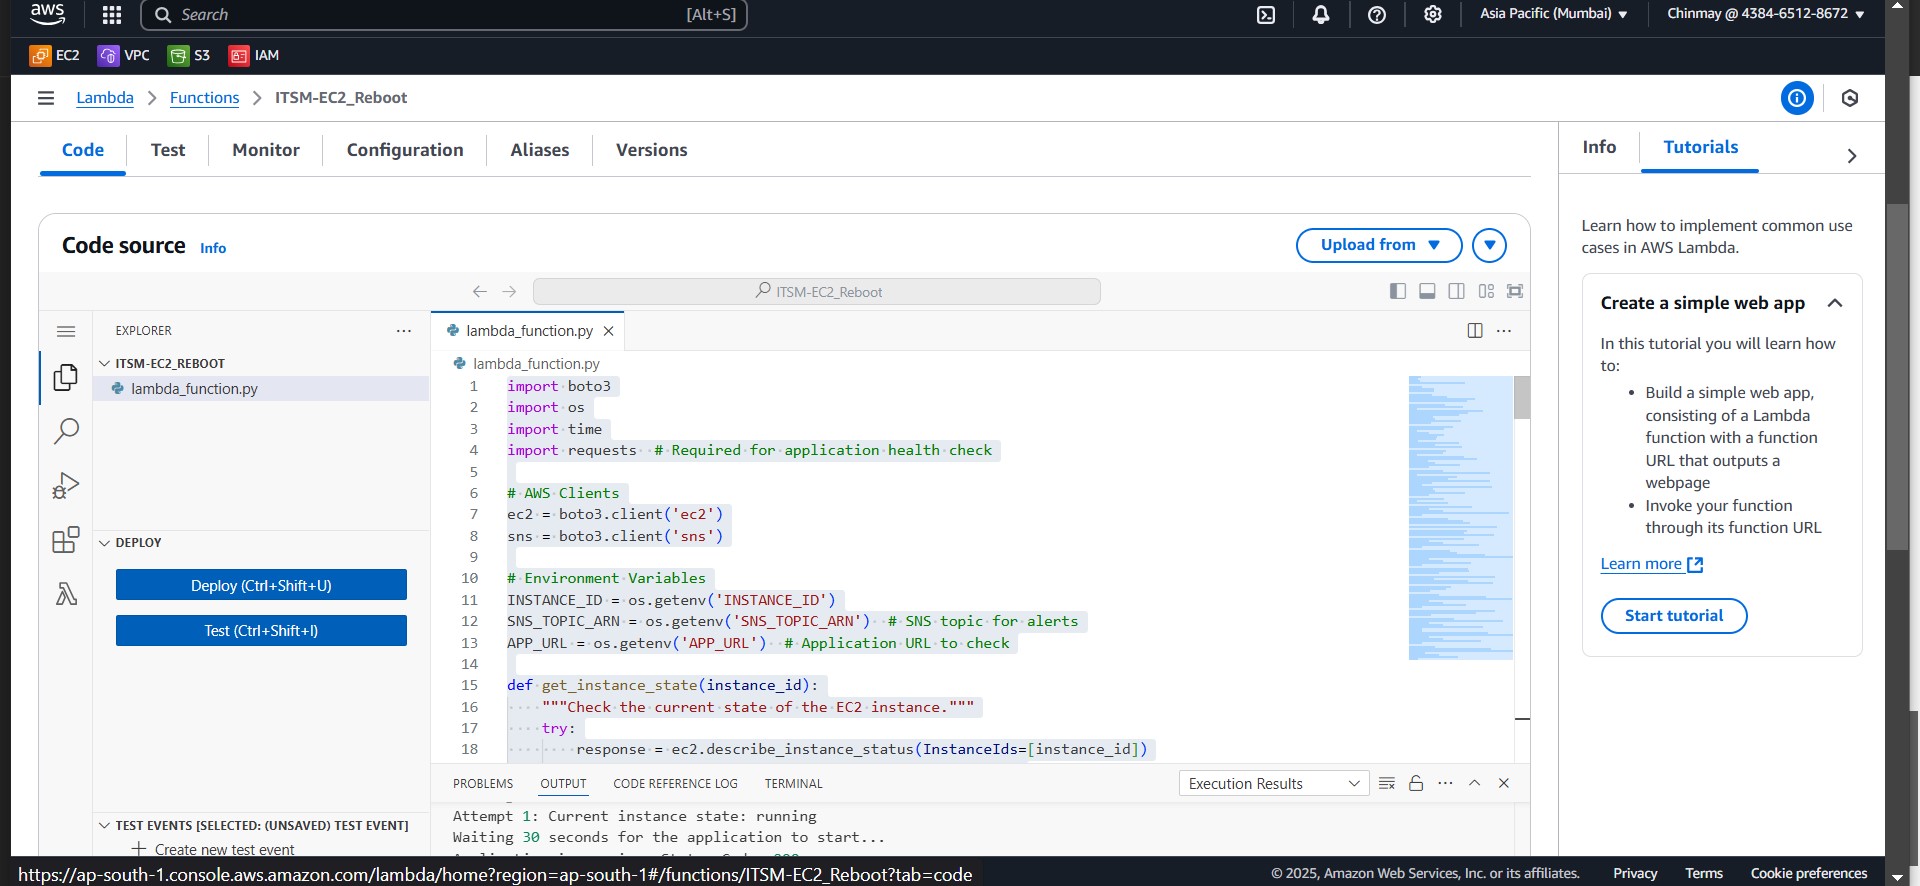 aws
Search [Alt+S]
Asia Pacific (Mumbai)
Chinmay @ 4384-6512-8672
EC2 VPC S3 IAM
Lambda Functions ITSM-EC2_Reboot
Code Test Monitor Configuration Aliases Versions
Info Tutorials
Learn how to implement common use
cases in AWS Lambda.
Create a simple web app
In this tutorial you will learn how
to:
• Build a simple web app,
consisting of a Lambda
function with a function
URL that outputs a
webpage
• Invoke your function
through its function URL
Learn more
Start tutorial
Code source Info
Upload from
ITSM-EC2_Reboot
EXPLORER
ITSM-EC2_REBOOT
lambda_function.py
DEPLOY
Deploy (Ctrl+Shift+U)
Test (Ctrl+Shift+I)
TEST EVENTS [SELECTED: (UNSAVED) TEST EVENT]
Create new test event
lambda_function.py
lambda_function.py
1 import boto3
2 import os
3 import time
4 import requests  # Required for application health check
5
6 # AWS Clients
7 ec2 = boto3.client('ec2')
8 sns = boto3.client('sns')
9
10 # Environment Variables
11 INSTANCE_ID = os.getenv('INSTANCE_ID')
12 SNS_TOPIC_ARN = os.getenv('SNS_TOPIC_ARN')  # SNS topic for alerts
13 APP_URL = os.getenv('APP_URL')  # Application URL to check
14
15 def get_instance_state(instance_id):
16     """Check the current state of the EC2 instance."""
17     try:
18         response = ec2.describe_instance_status(InstanceIds=[instance_id])
PROBLEMS OUTPUT CODE REFERENCE LOG TERMINAL
Execution Results
Attempt 1: Current instance state: running
Waiting 30 seconds for the application to start...
https://ap-south-1.console.aws.amazon.com/lambda/home?region=ap-south-1#/functions/ITSM-EC2_Reboot?tab=code
© 2025, Amazon Web Services, Inc. or its affiliates. Privacy Terms Cookie preferences